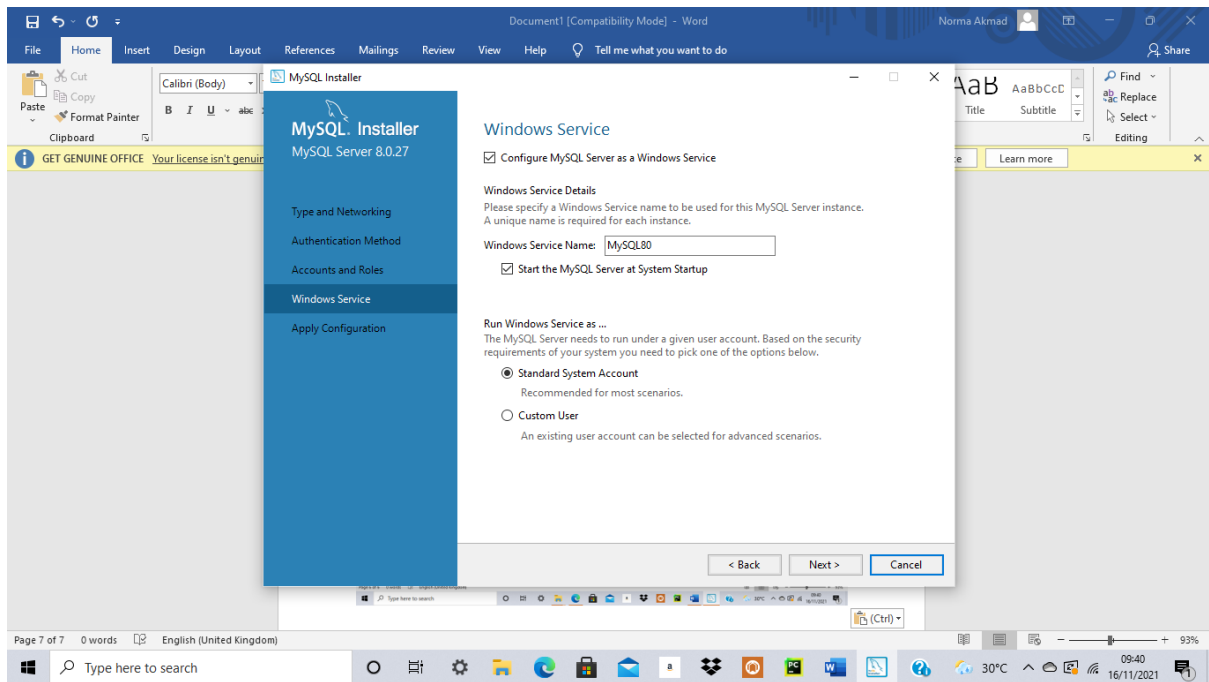 Document1 [Compatibility Mode] - Word
Norma Akmad
File Home Insert Design Layout References Mailings Review View Help Tell me what you want to do
Share
Paste
Cut
Copy
Format Painter
Clipboard
Calibri (Body)
B I U abc
MySQL Installer
MySQL. Installer
MySQL Server 8.0.27
Type and Networking
Authentication Method
Accounts and Roles
Windows Service
Apply Configuration
Windows Service
Configure MySQL Server as a Windows Service
Windows Service Details
Please specify a Windows Service name to be used for this MySQL Server instance.
A unique name is required for each instance.
Windows Service Name: MySQL80
Start the MySQL Server at System Startup
Run Windows Service as ...
The MySQL Server needs to run under a given user account. Based on the security
requirements of your system you need to pick one of the options below.
Standard System Account
Recommended for most scenarios.
Custom User
An existing user account can be selected for advanced scenarios.
< Back Next > Cancel
AaB AaBbCcD
Title Subtitle
Find
Replace
Select
Editing
GET GENUINE OFFICE Your license isn't genuin
Learn more
Type here to search
(Ctrl)
Page 7 of 7 0 words English (United Kingdom)
93%
Type here to search
30°C
09:40
16/11/2021